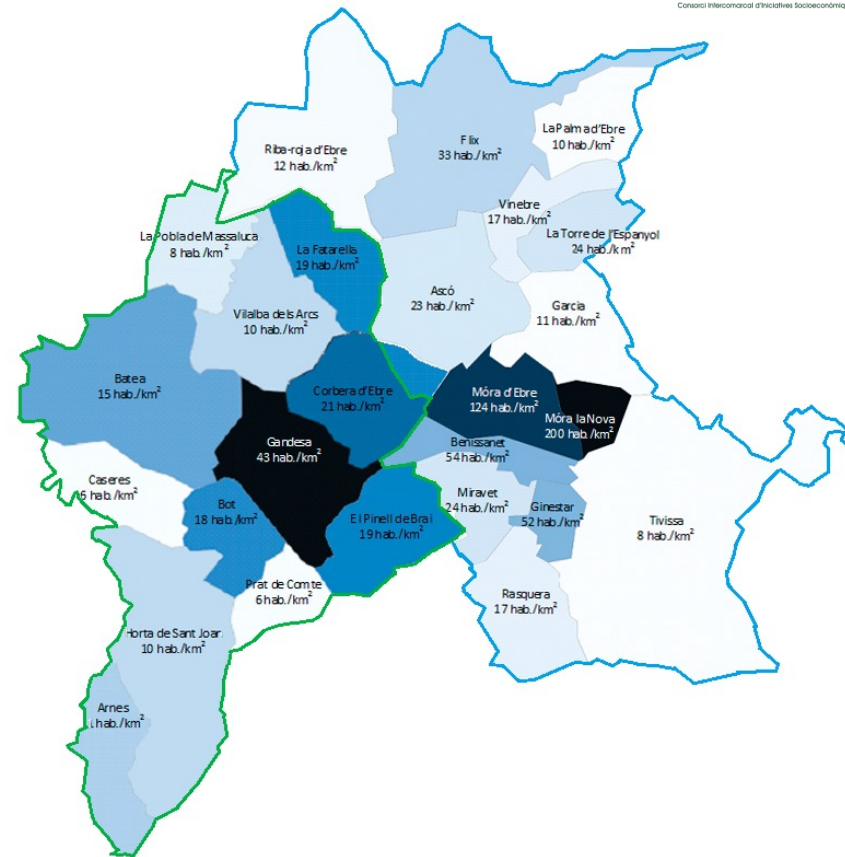 Consorci Intercomarcal d'Iniciatives
La Palma d'Ebre
10 hab./km²
Flix
33 hab./km²
Riba-roja d'Ebre
12 hab./km²
Vinebre
17 hab./km²
La Torre de l'Espanyol
24 hab./km²
La Pobla de Massaluca
8 hab./km²
La Fatarella
19 hab./km²
Ascó
23 hab./km²
Garcia
11 hab./km²
Vilalba dels Arcs
10 hab./km²
Batea
15 hab./km²
Corbera d'Ebre
21 hab./km²
Móra d'Ebre
124 hab./km²
Móra la Nova
200 hab./km²
Gandesa
43 hab./km²
Benissanet
54 hab./km²
Caseres
6 hab./km²
Miravet
24 hab./km²
Bot
18 hab./km²
Ginestar
52 hab./km²
El Pinell de Brai
19 hab./km²
Tivissa
8 hab./km²
Prat de Comte
6 hab./km²
Rasquera
17 hab./km²
Horta de Sant Joan
10 hab./km²
Arnes
hab./km²